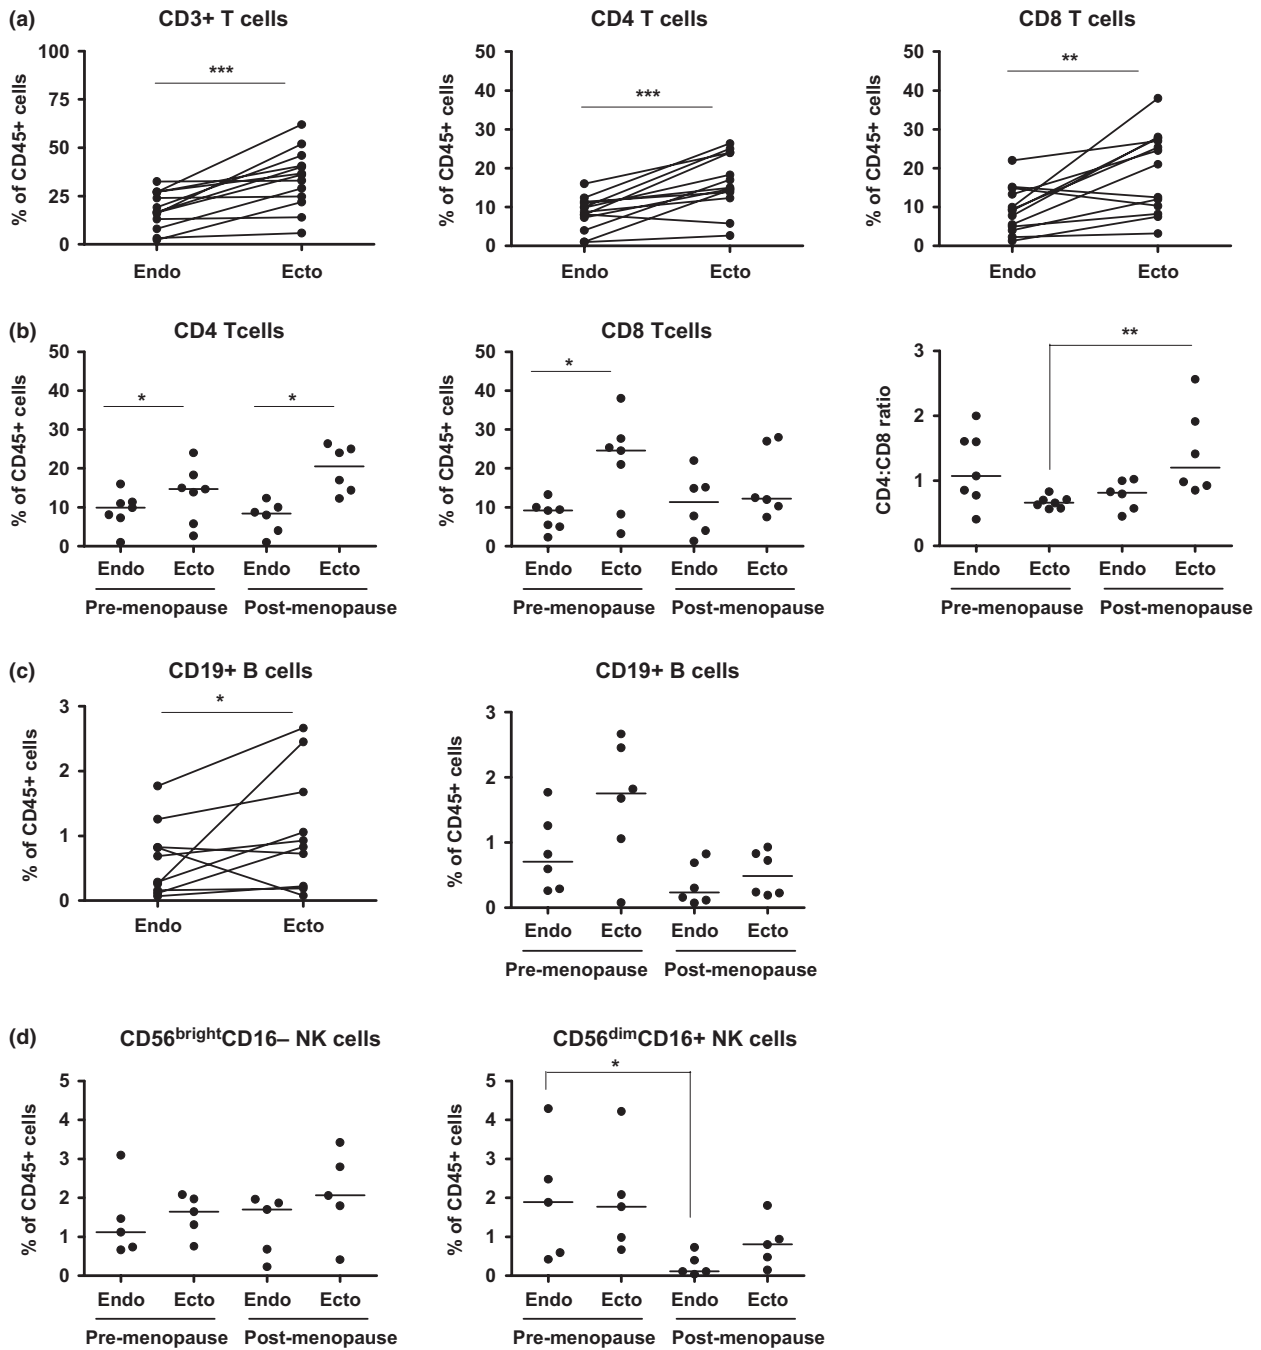 (a)
CD3+ T cells
% of CD45+ cells
100
75
50
25
0
***
Endo Ecto
CD4 T cells
% of CD45+ cells
50
40
30
20
10
0
***
Endo Ecto
CD8 T cells
% of CD45+ cells
50
40
30
20
10
0
**
Endo Ecto
(b)
CD4 Tcells
% of CD45+ cells
50
40
30
20
10
0
* *
Endo Ecto Endo Ecto
Pre-menopause Post-menopause
CD8 Tcells
% of CD45+ cells
50
40
30
20
10
0
*
Endo Ecto Endo Ecto
Pre-menopause Post-menopause
CD4:CD8 ratio
3
2
1
0
**
Endo Ecto Endo Ecto
Pre-menopause Post-menopause
(c)
CD19+ B cells
% of CD45+ cells
3
2
1
0
*
Endo Ecto
CD19+ B cells
% of CD45+ cells
3
2
1
0
Endo Ecto Endo Ecto
Pre-menopause Post-menopause
(d)
CD56brightCD16– NK cells
% of CD45+ cells
5
4
3
2
1
0
Endo Ecto Endo Ecto
Pre-menopause Post-menopause
CD56dimCD16+ NK cells
% of CD45+ cells
5
4
3
2
1
0
*
Endo Ecto Endo Ecto
Pre-menopause Post-menopause